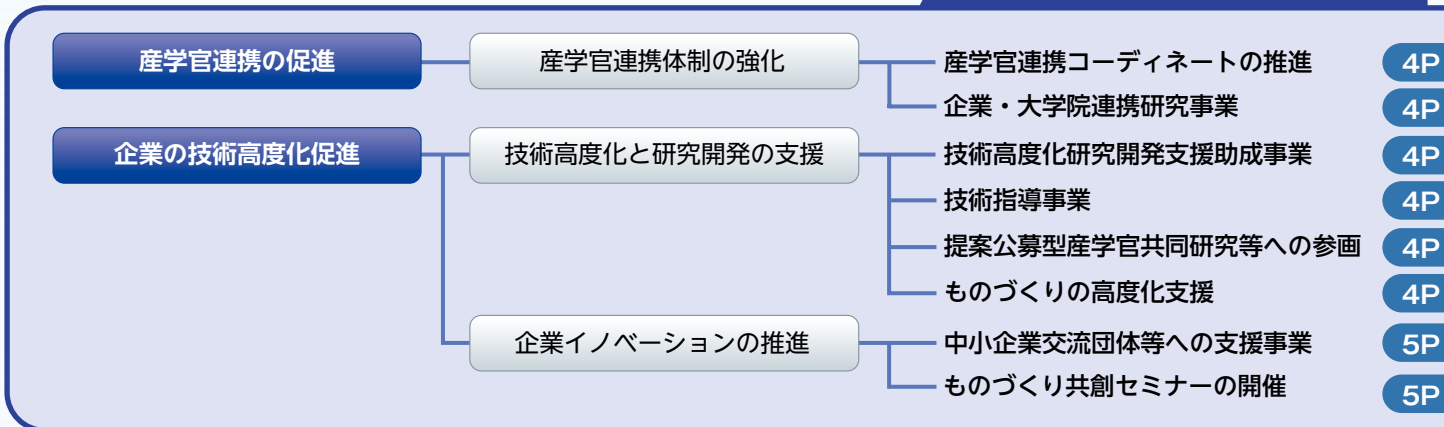 産学官連携の促進
産学官連携体制の強化
産学官連携コーディネートの推進 4P
企業・大学院連携研究事業 4P
企業の技術高度化促進
技術高度化と研究開発の支援
技術高度化研究開発支援助成事業 4P
技術指導事業 4P
提案公募型産学官共同研究等への参画 4P
ものづくりの高度化支援 4P
企業イノベーションの推進
中小企業交流団体等への支援事業 5P
ものづくり共創セミナーの開催 5P